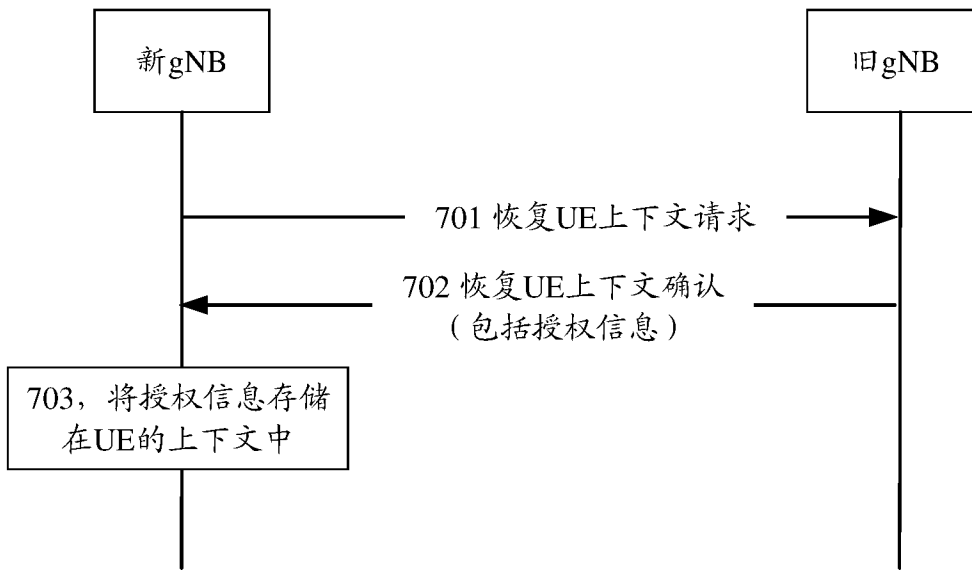 新gNB
旧gNB
701 恢复UE上下文请求
702 恢复UE上下文确认
（包括授权信息）
703，将授权信息存储
在UE的上下文中